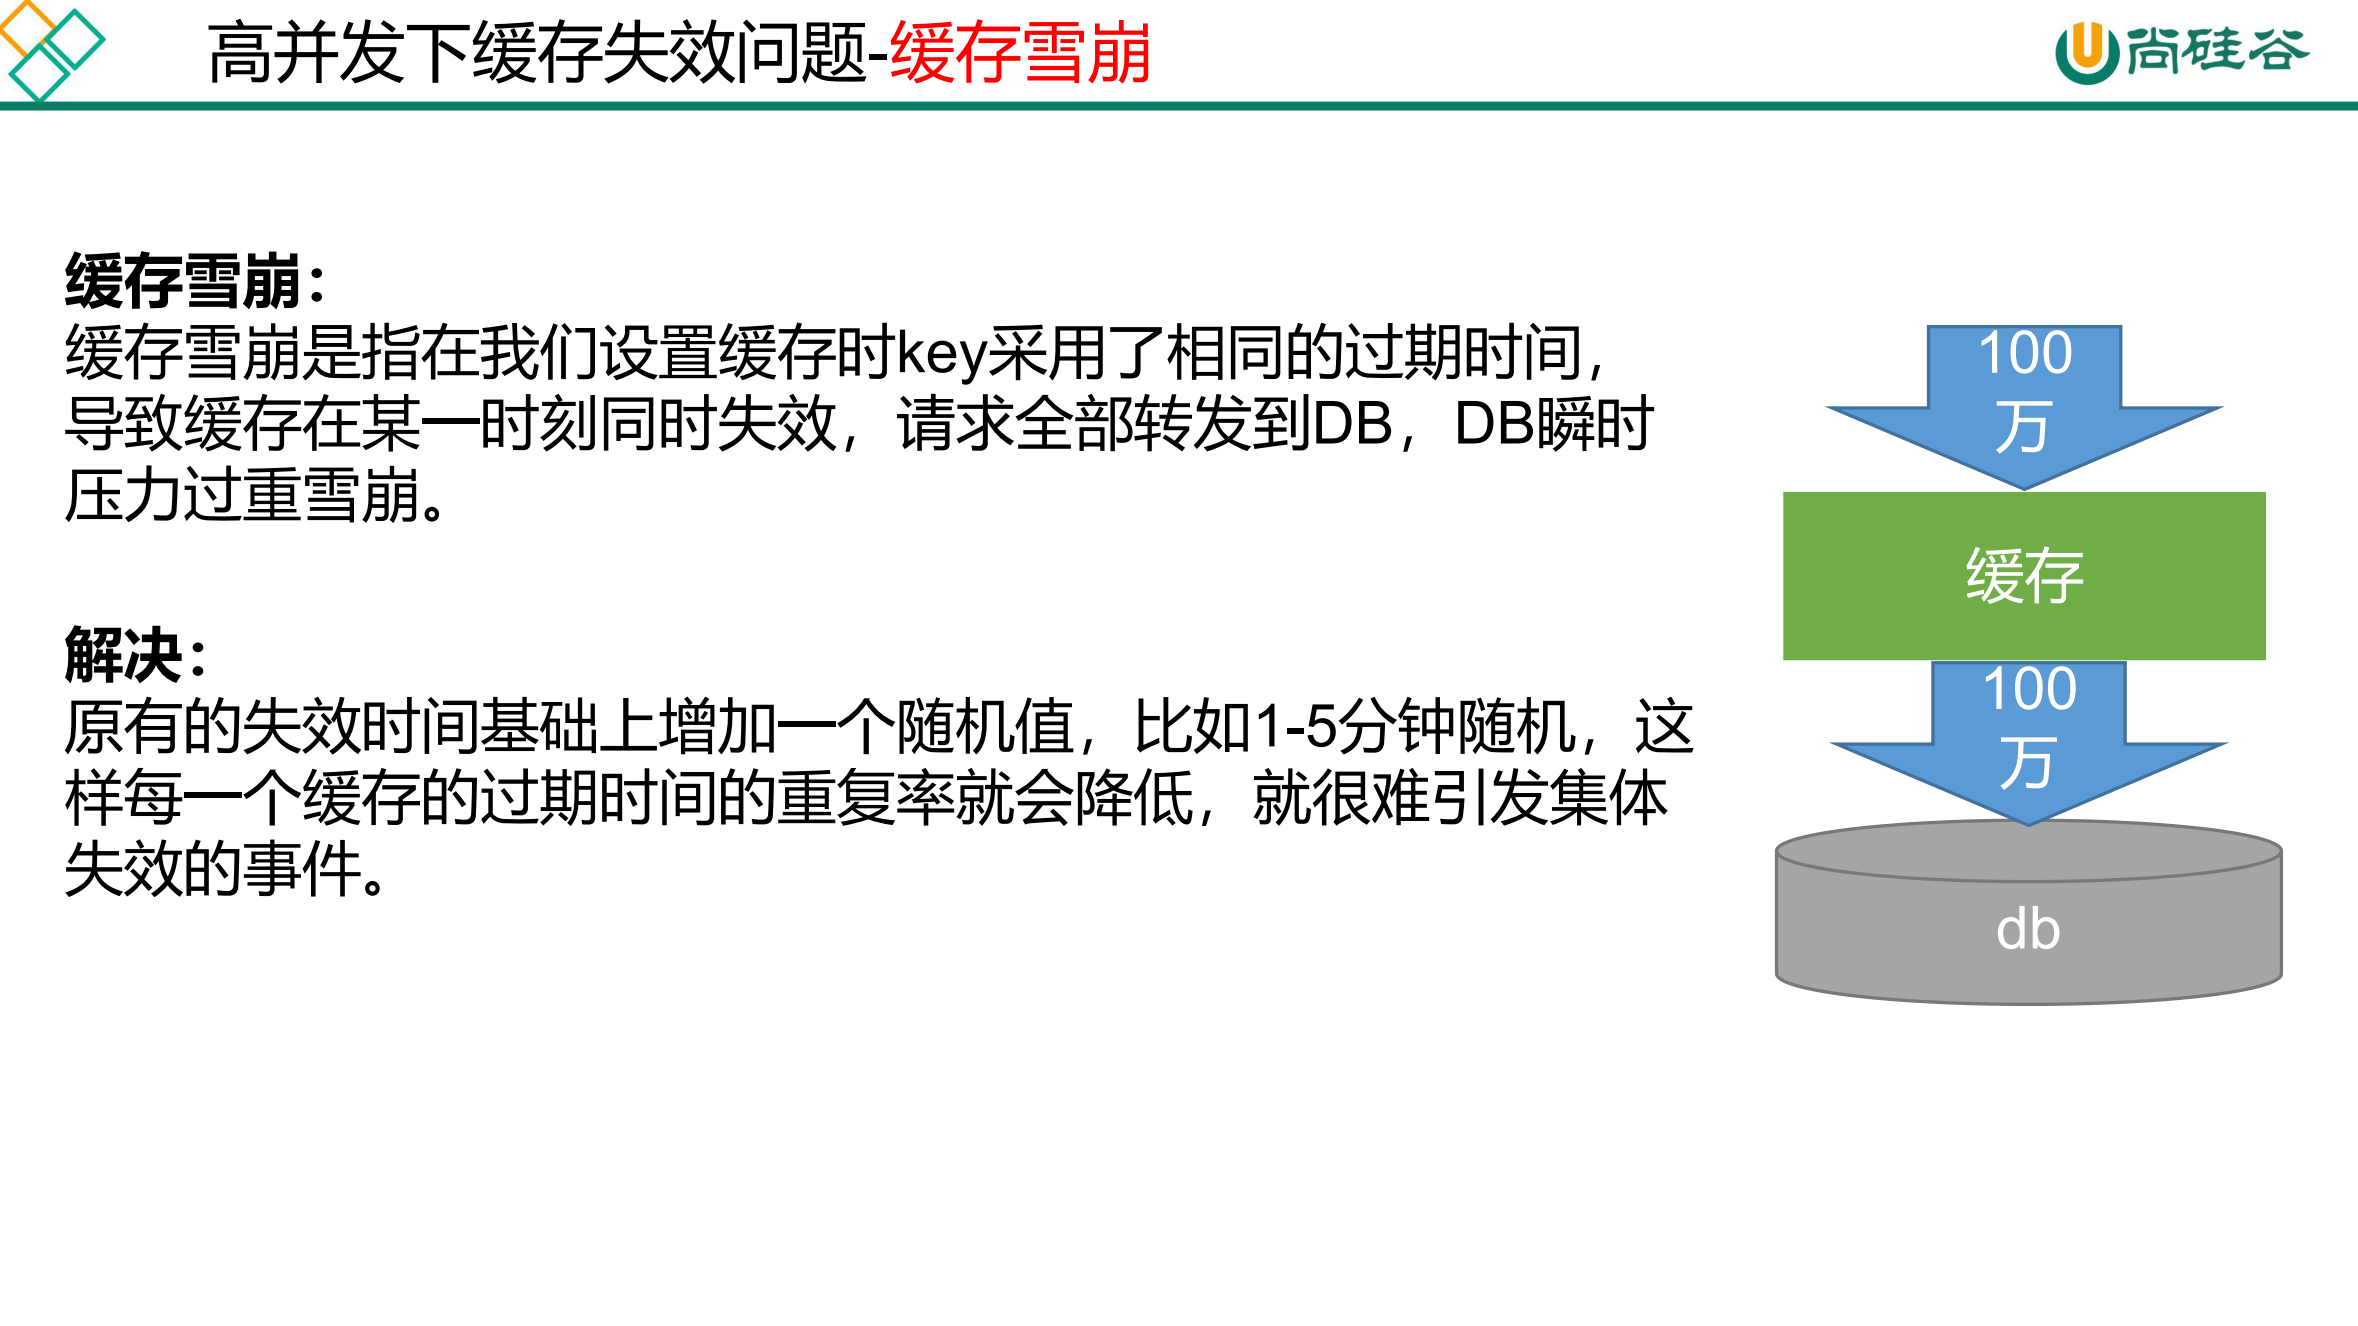 高并发下缓存失效问题-缓存雪崩
尚硅谷
缓存雪崩：
缓存雪崩是指在我们设置缓存时key采用了相同的过期时间，
导致缓存在某一时刻同时失效，请求全部转发到DB，DB瞬时
压力过重雪崩。
解决：
原有的失效时间基础上增加一个随机值，比如1-5分钟随机，这
样每一个缓存的过期时间的重复率就会降低，就很难引发集体
失效的事件。
100
万
缓存
100
万
db